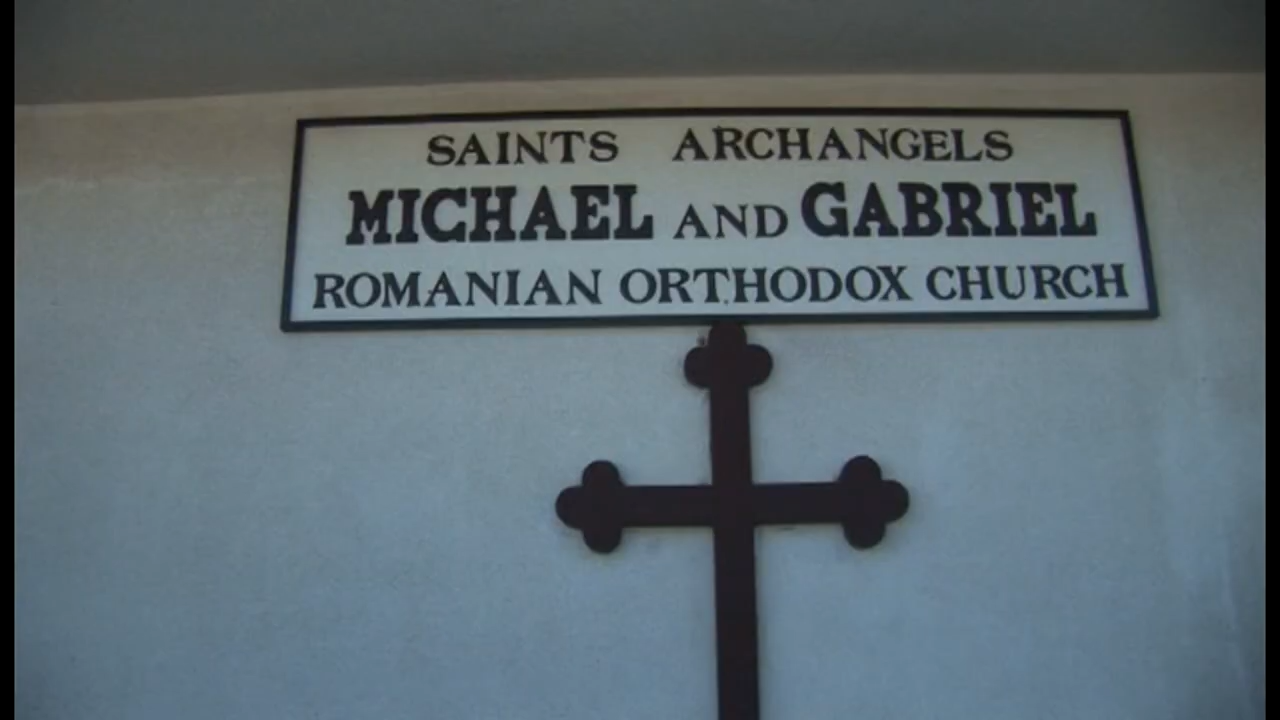 SAINTS ARCHANGELS
MICHAEL AND GABRIEL
ROMANIAN ORTHODOX CHURCH